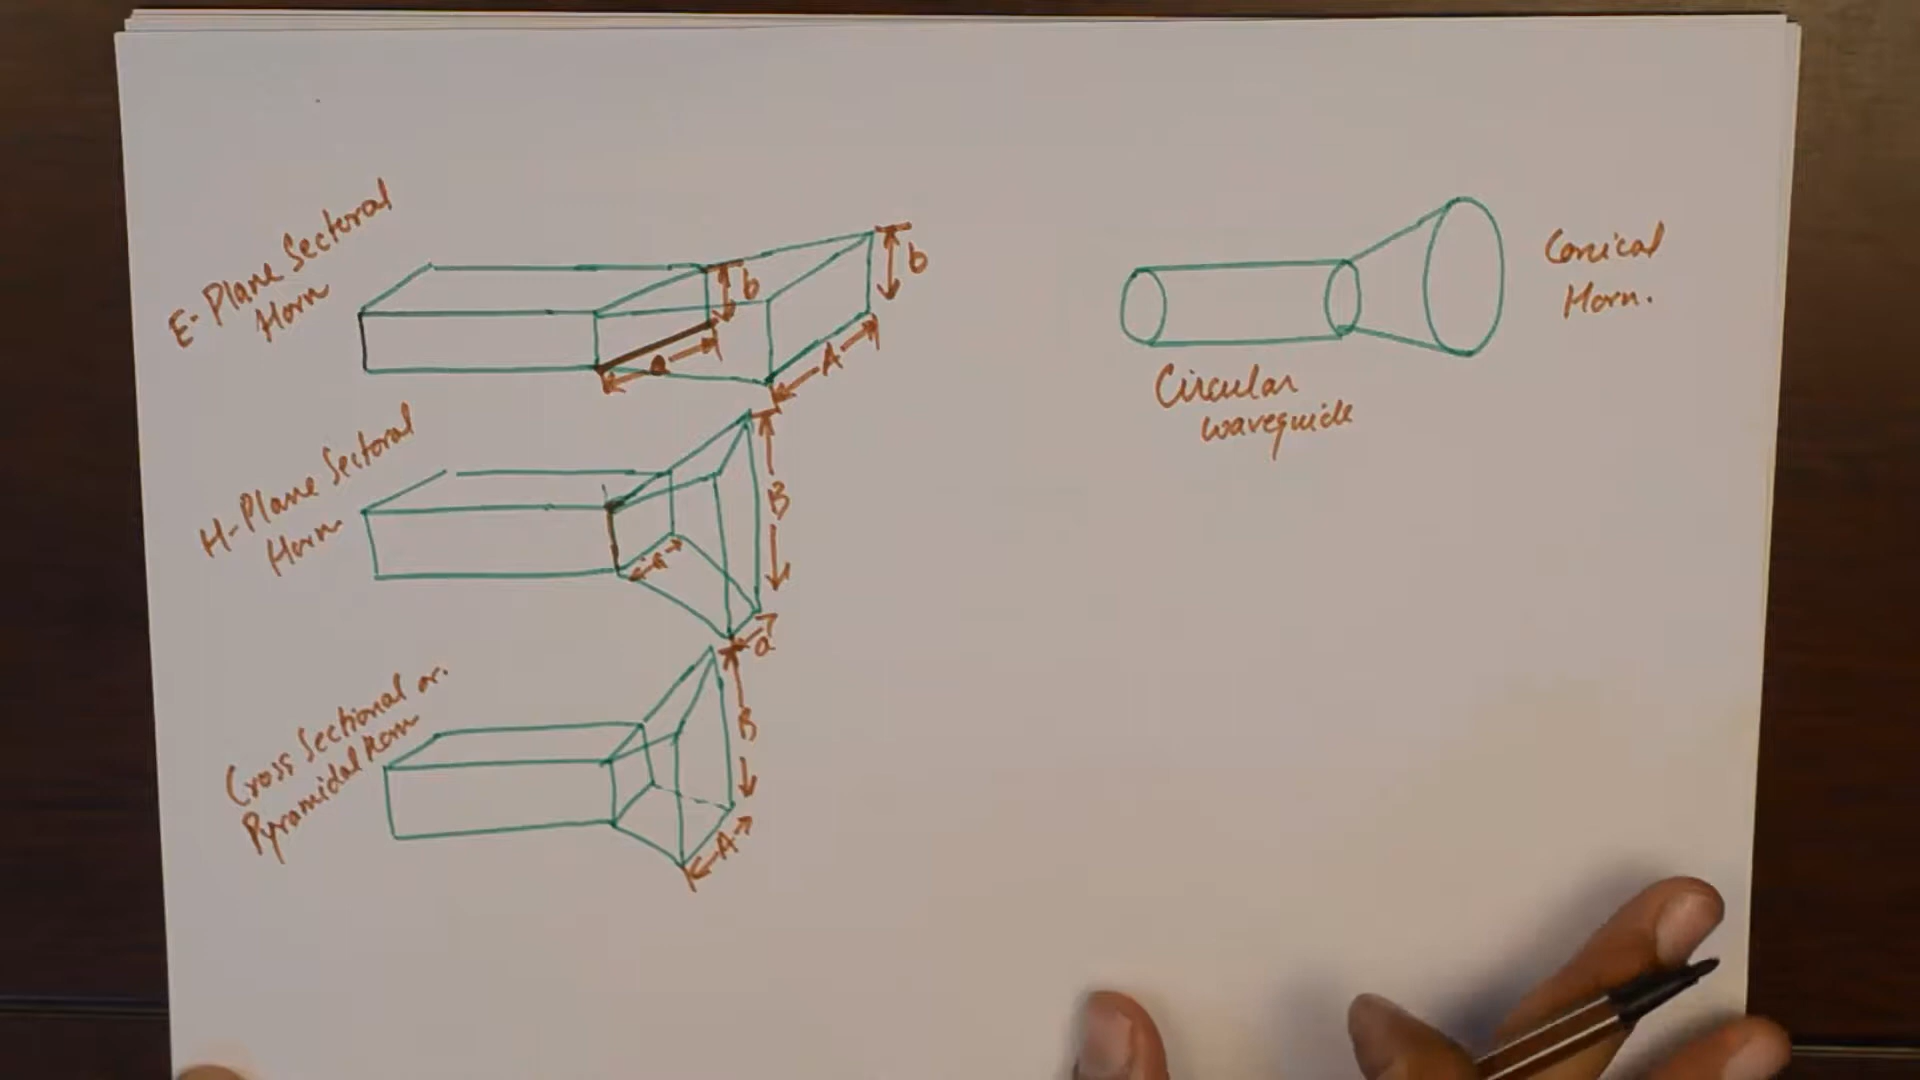 E-Plane Sectoral
Horn
b
b
a
A
H-Plane Sectoral
Horn
B
a
a
Cross Sectional or.
Pyramidal Horn
B
A
Conical
Horn.
Circular
waveguide